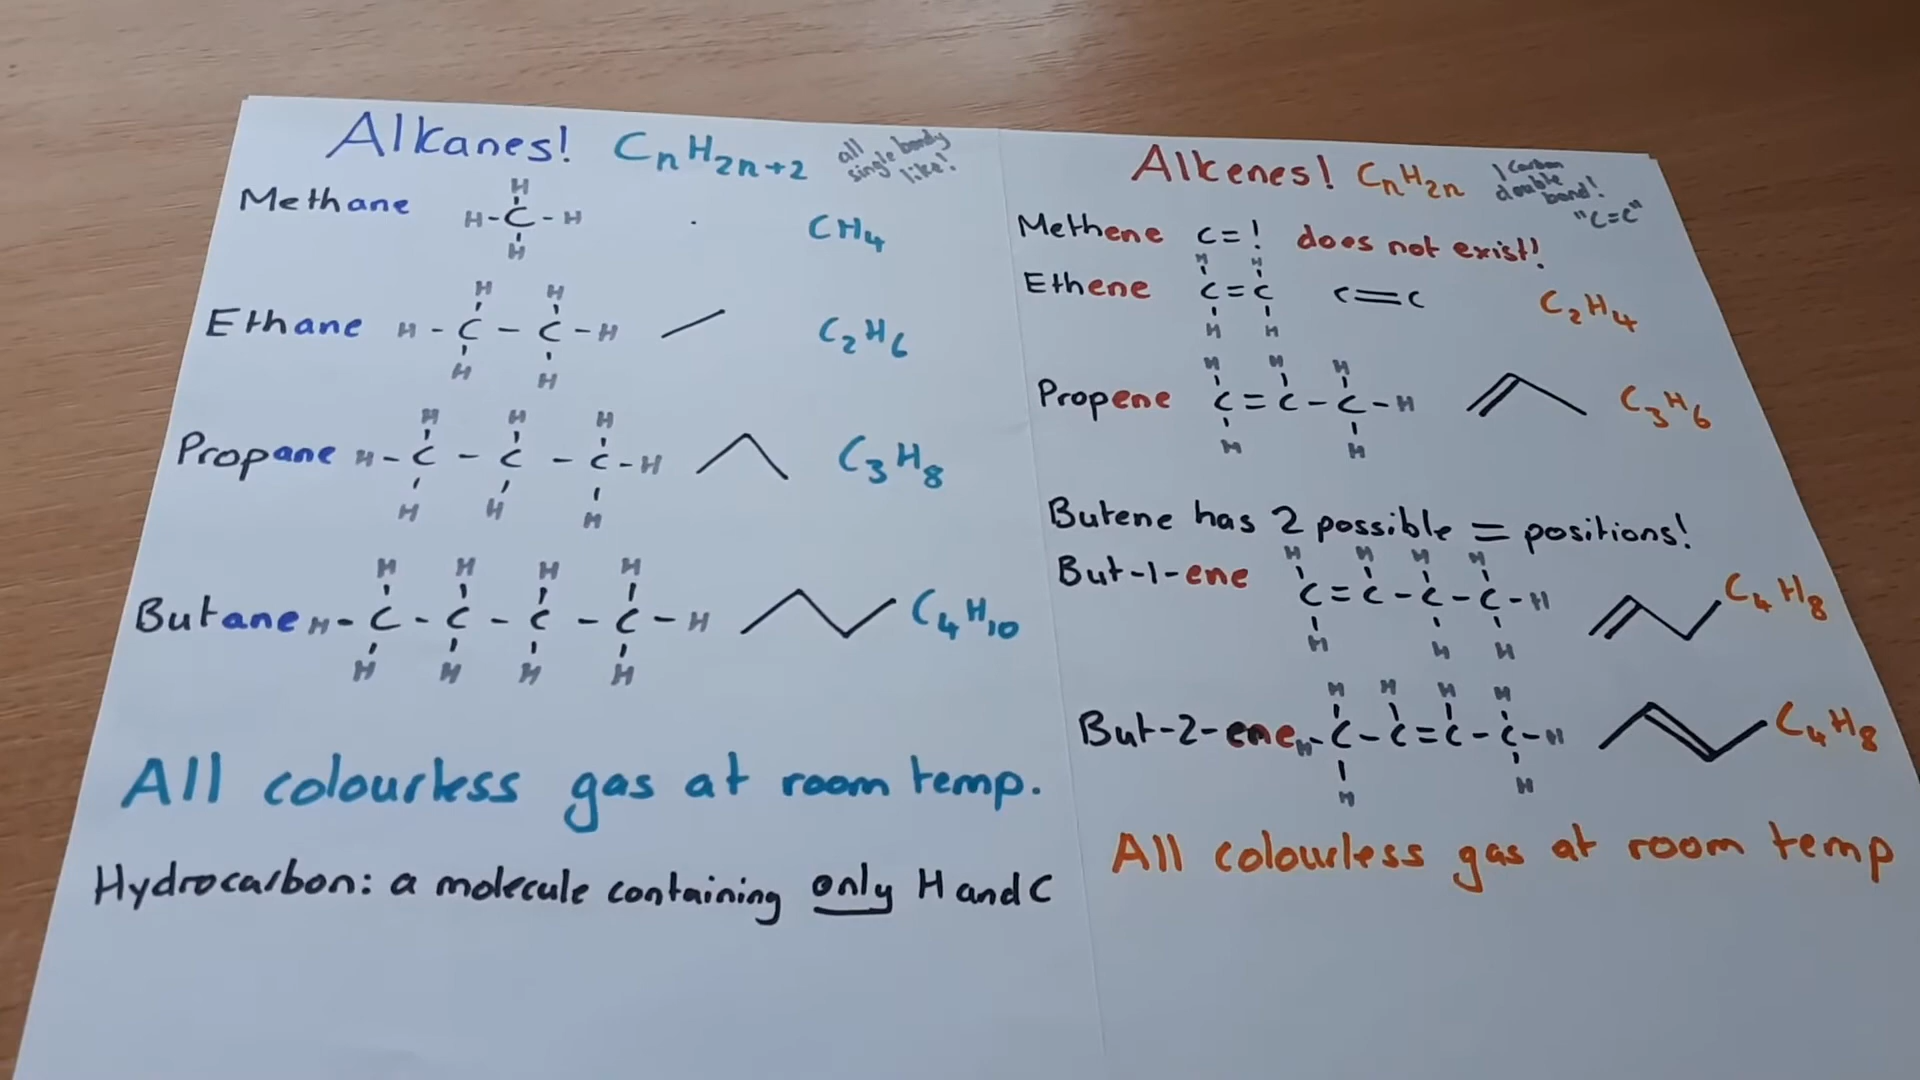 Alkanes! CnH2n+2 all single bondy like!
Methane
H
H-C-H
H
CH4
Ethane
H H
H-C-C-H
H H
C2H6
Propane
H H H
H-C-C-C-H
H H H
C3H8
Butane
H H H H
H-C-C-C-C-H
H H H H
C4H10
All colourless gas at room temp.
Hydrocarbon: a molecule containing only H and C
Alkenes! CnH2n 1 Carbon double bond! "C=C"
Methene C=! does not exist!
Ethene
H H
C=C
H H
C=C
C2H4
Propene
H H H
C=C-C-H
H H
C3H6
Butene has 2 possible = positions!
But-1-ene
H H H H
C=C-C-C-H
H H H
C4H8
But-2-ene
H H H H
H-C-C=C-C-H
H H
C4H8
All colourless gas at room temp